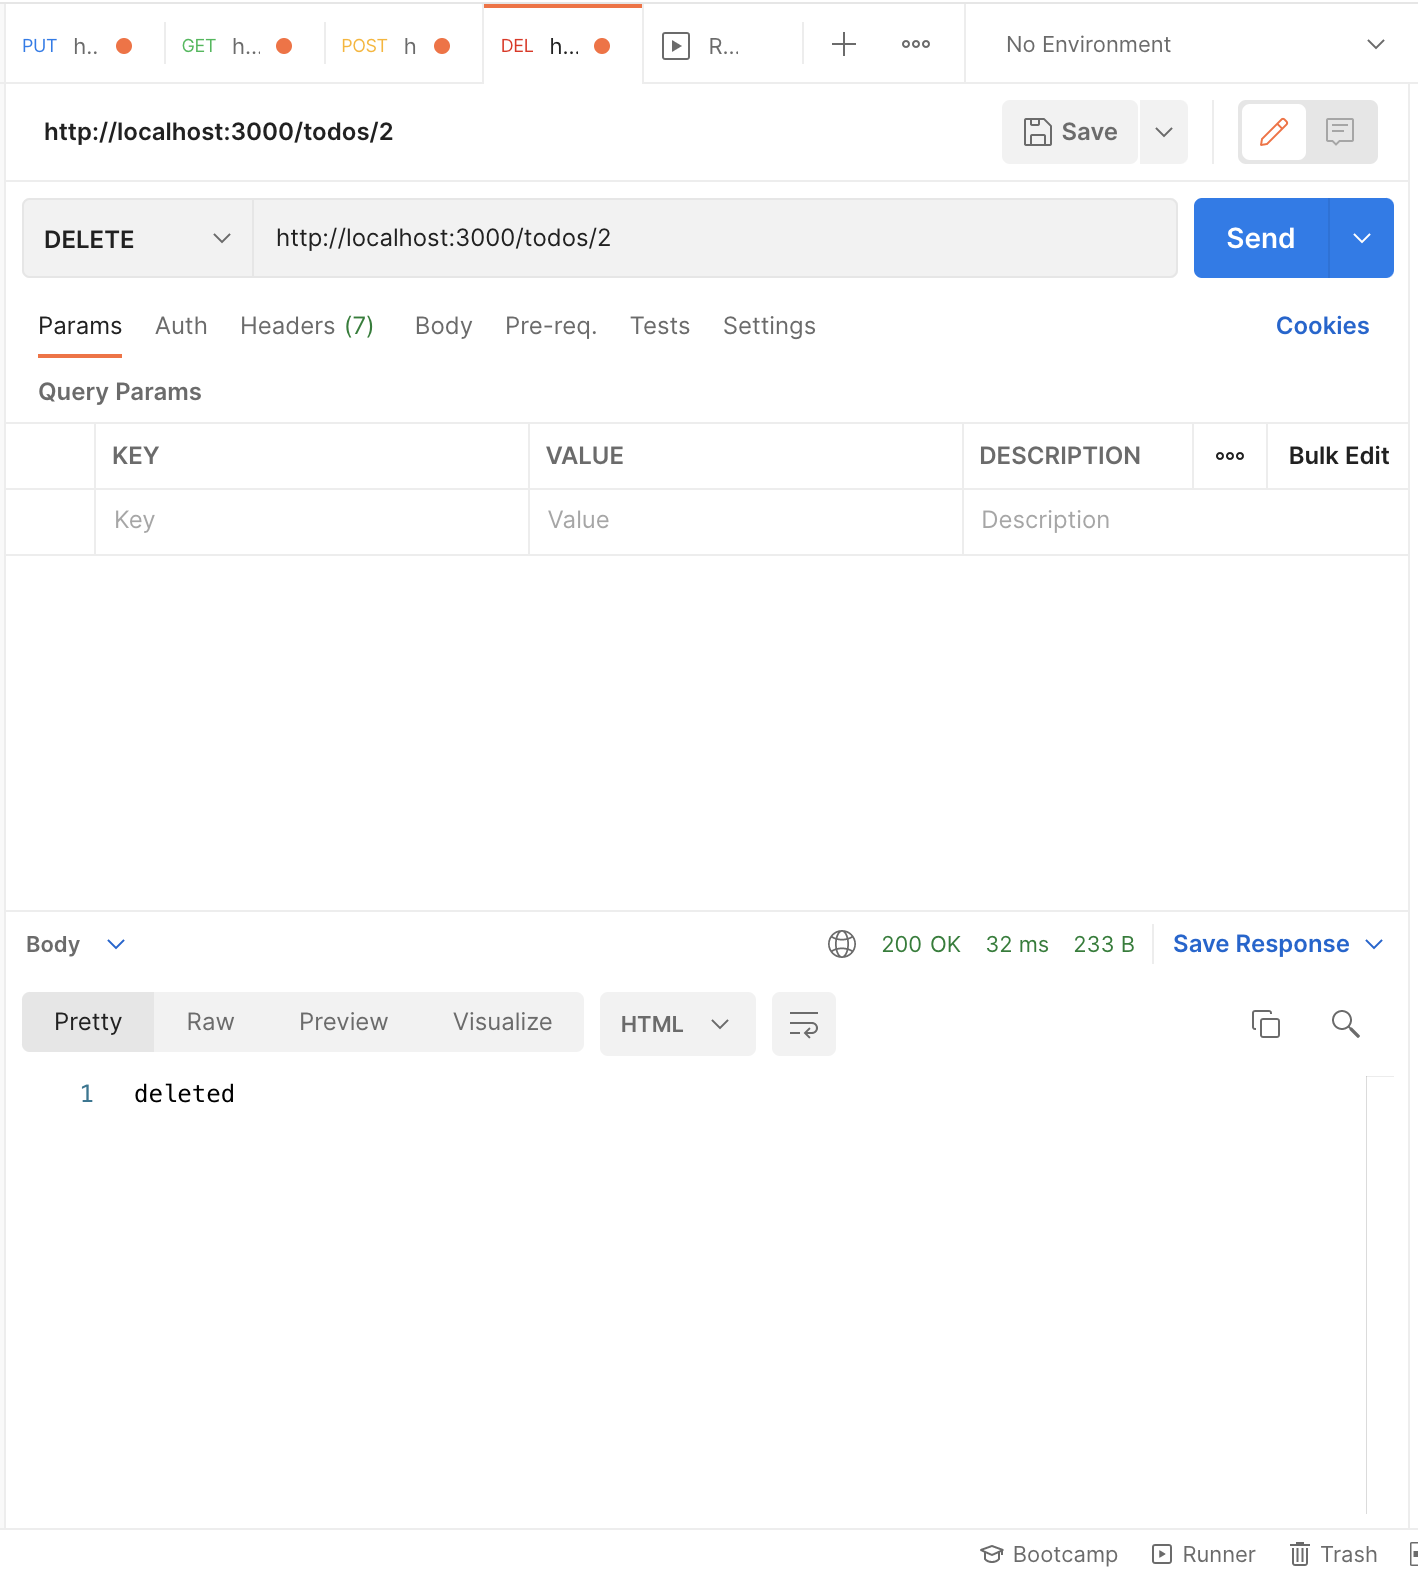 PUT h.. GET h... POST h DEL h... R... No Environment
http://localhost:3000/todos/2 Save
DELETE http://localhost:3000/todos/2 Send
Params Auth Headers (7) Body Pre-req. Tests Settings Cookies
Query Params
KEY VALUE DESCRIPTION Bulk Edit
Key Value Description
Body 200 OK 32 ms 233 B Save Response
Pretty Raw Preview Visualize HTML
1 deleted
Bootcamp Runner Trash